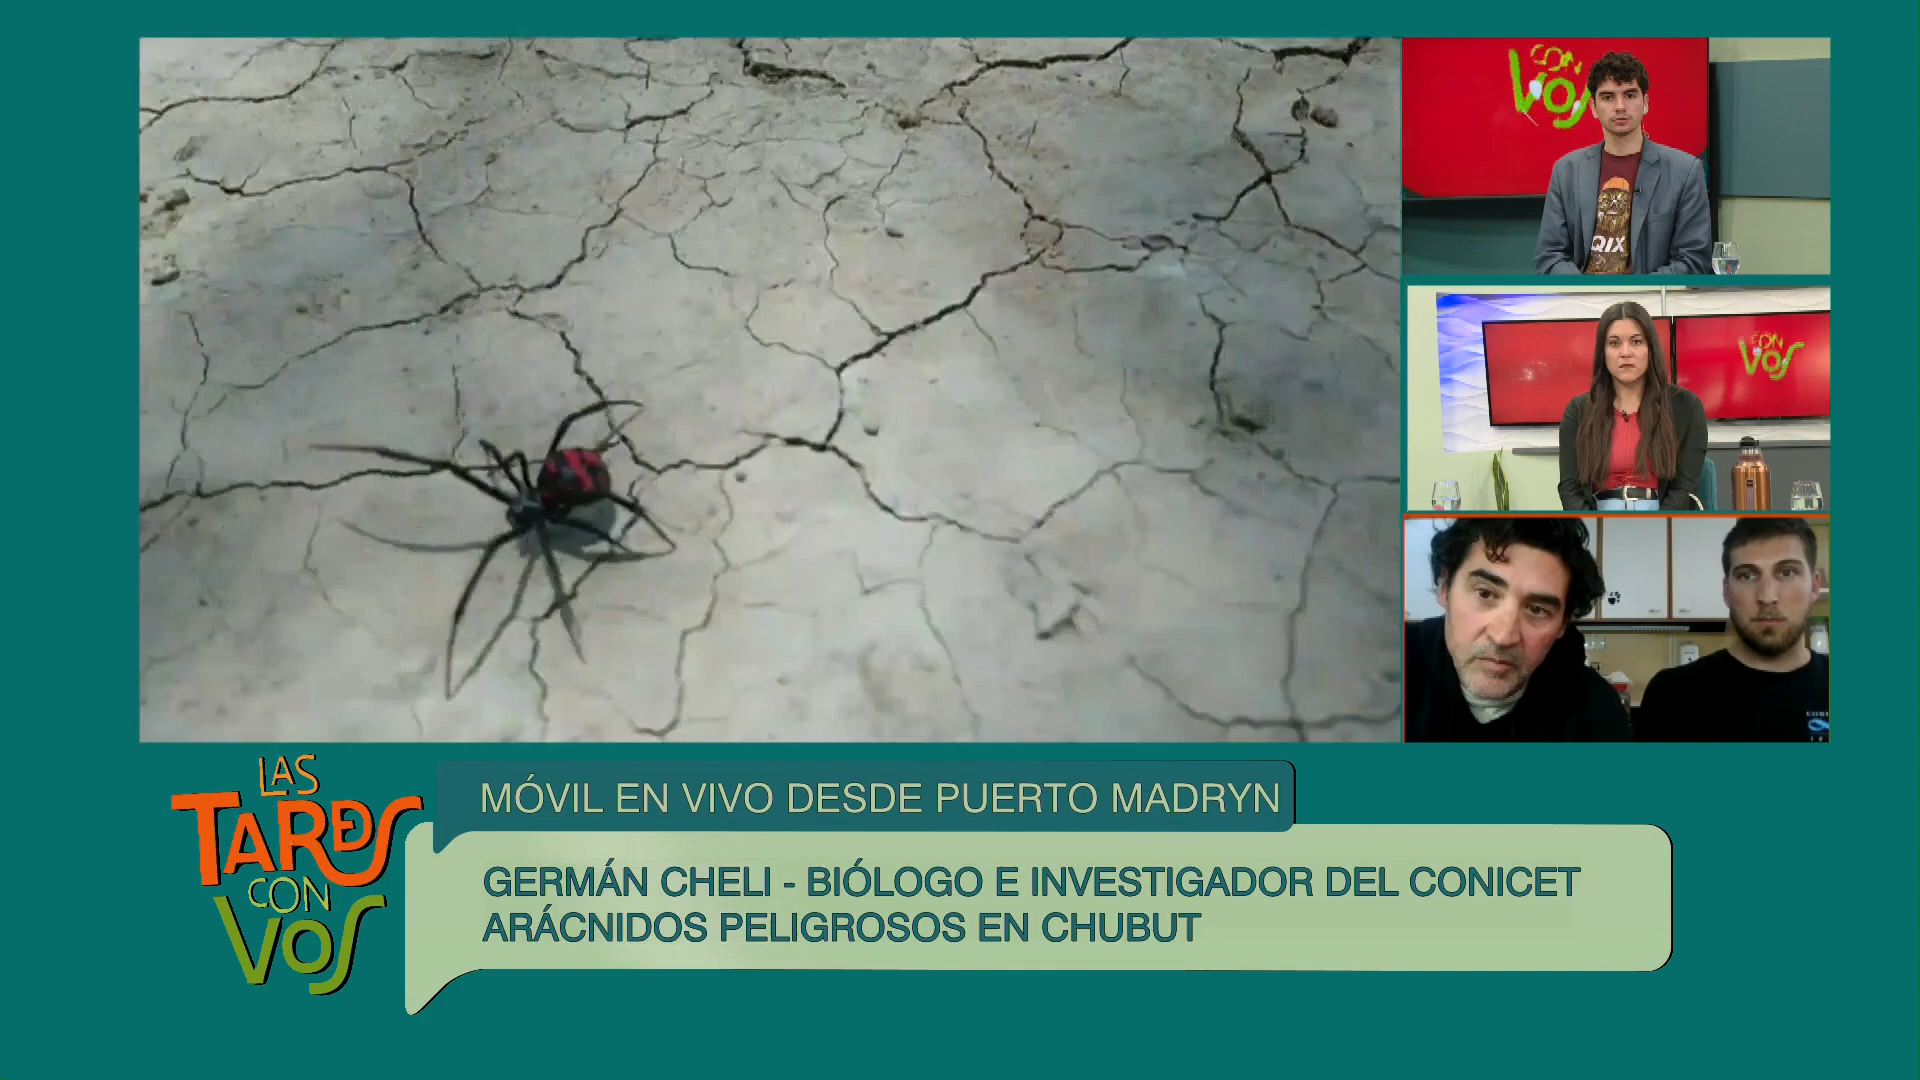 CON
VOS
QIX
CON
VOS
LAS
TARDES
CON
VOS
MÓVIL EN VIVO DESDE PUERTO MADRYN
GERMÁN CHELI - BIÓLOGO E INVESTIGADOR DEL CONICET
ARÁCNIDOS PELIGROSOS EN CHUBUT